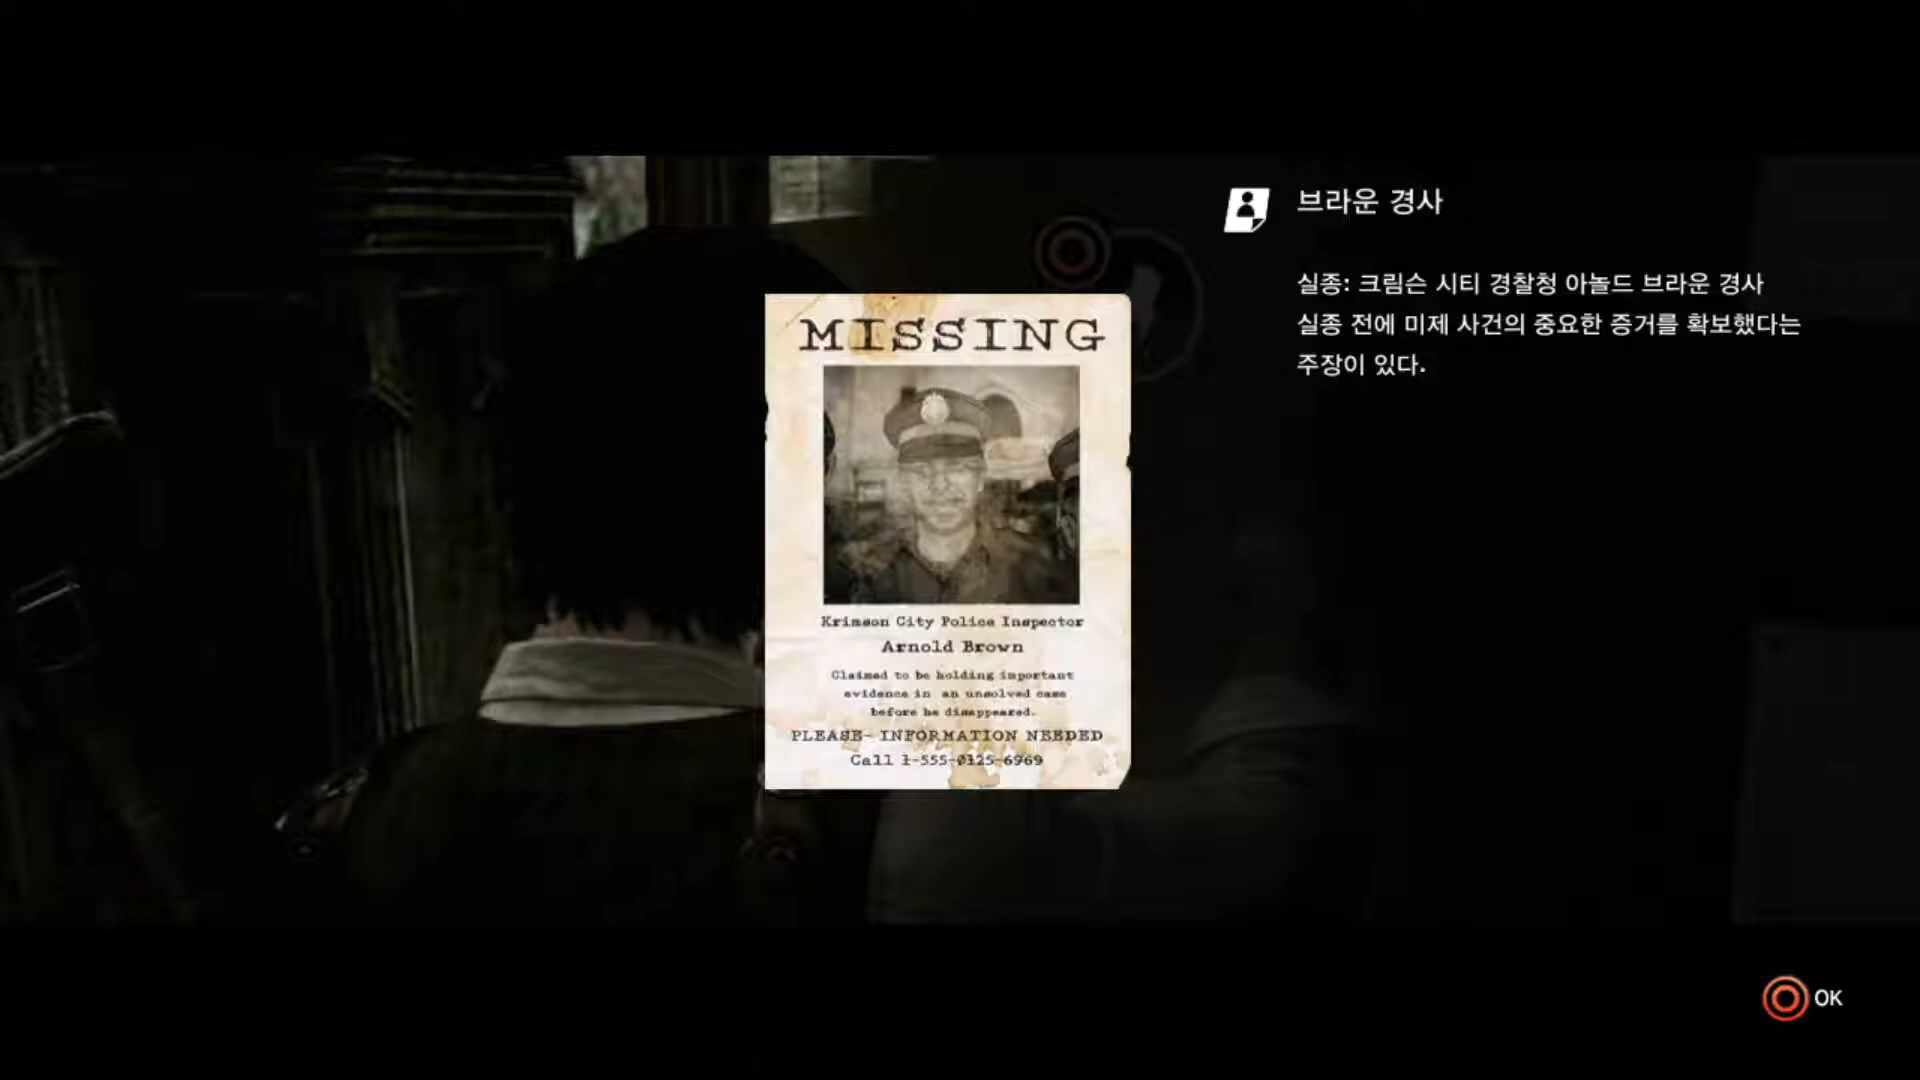 브라운 경사
실종: 크림슨 시티 경찰청 아놀드 브라운 경사
실종 전에 미제 사건의 중요한 증거를 확보했다는
주장이 있다.
MISSING
Krimson City Police Inspector
Arnold Brown
Claimed to be holding important
evidence in an unsolved case
before he disappeared.
PLEASE- INFORMATION NEEDED
Call 1-555-0125-6969
OK